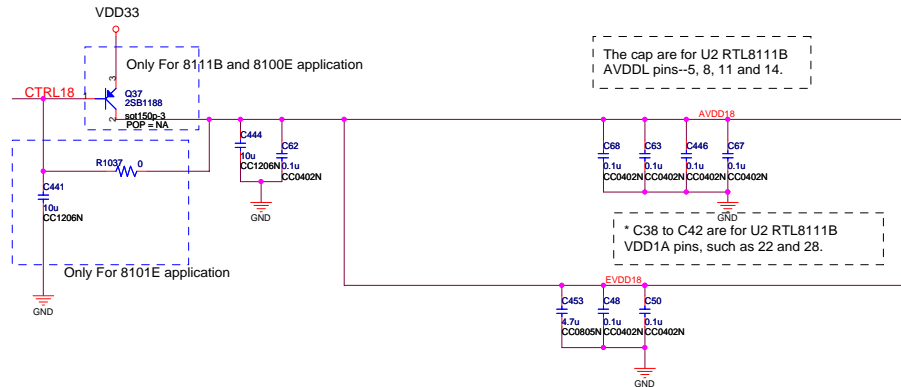 VDD33
Only For 8111B and 8100E application
The cap are for U2 RTL8111B
AVDDL pins--5, 8, 11 and 14.
3
CTRL18
1
Q37
2SB1188
sot150p-3
POP = NA
2
AVDD18
R1037
0
C441
10u
CC1206N
C444
10u
CC1206N
C62
0.1u
CC0402N
GND
C68
0.1u
CC0402N
C63
0.1u
CC0402N
C446
0.1u
CC0402N
C67
0.1u
CC0402N
GND
* C38 to C42 are for U2 RTL8111B
VDD1A pins, such as 22 and 28.
Only For 8101E application
GND
EVDD18
C453
4.7u
CC0805N
C48
0.1u
CC0402N
C50
0.1u
CC0402N
GND